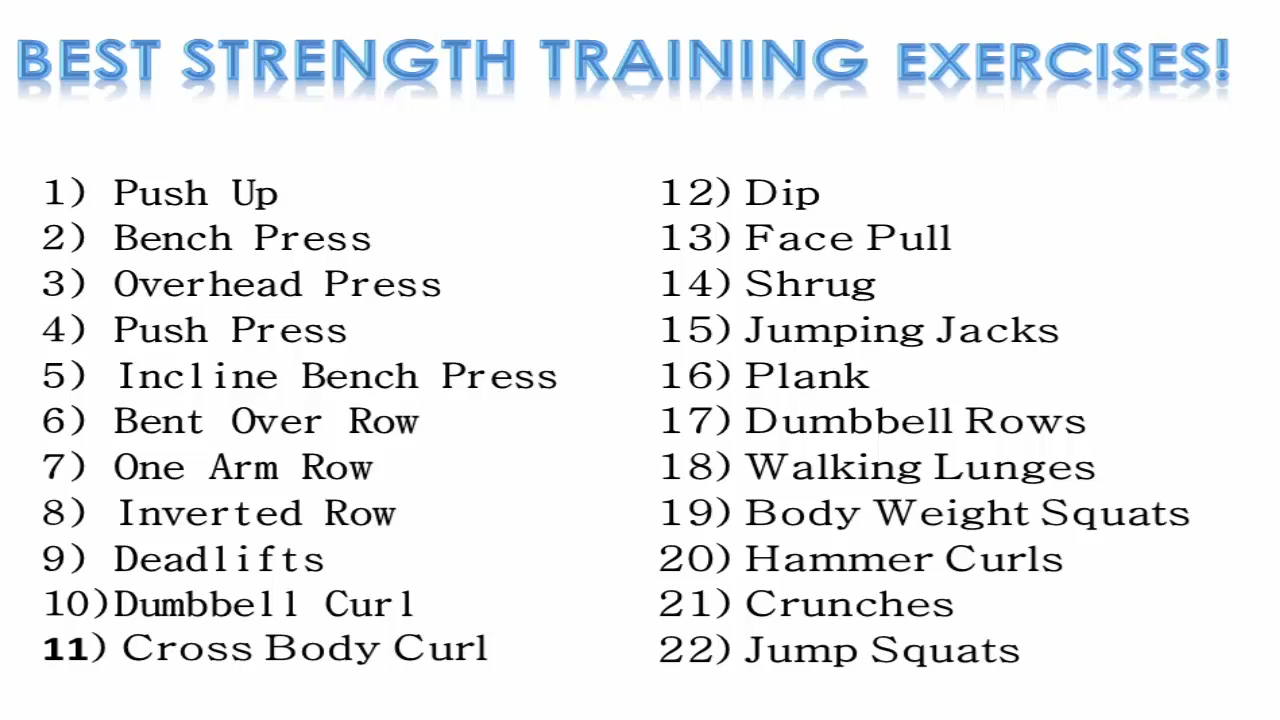 BEST STRENGTH TRAINING EXERCISES!
1) Push Up
2) Bench Press
3) Overhead Press
4) Push Press
5) Incline Bench Press
6) Bent Over Row
7) One Arm Row
8) Inverted Row
9) Deadlifts
10)Dumbbell Curl
11) Cross Body Curl
12) Dip
13) Face Pull
14) Shrug
15) Jumping Jacks
16) Plank
17) Dumbbell Rows
18) Walking Lunges
19) Body Weight Squats
20) Hammer Curls
21) Crunches
22) Jump Squats